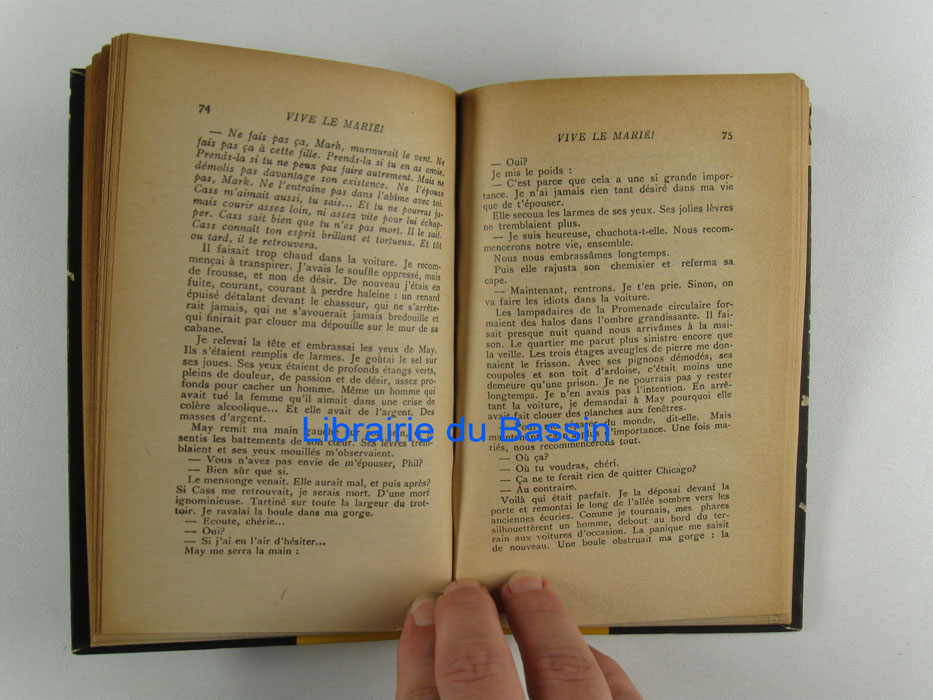 74
VIVE LE MARIÉ!
— Ne fais pas ça, Mark, murmurait le vent. Ne
fais pas ça à cette fille. Prends-la si tu en as envie.
Prends-la si tu ne peux pas faire autrement. Mais ne
démolis pas davantage son existence. Ne l'épouse
pas, Mark. Ne l'entraîne pas dans l'abîme avec toi.
Cass m'aimait aussi, tu sais... Et tu ne pourras ja-
mais courir assez loin, ni assez vite pour lui échap-
per. Cass sait bien que tu n'es pas mort. Il le sait.
Cass connaît ton esprit brillant et tortueux. Et tôt
ou tard, il te retrouvera.
Il faisait trop chaud dans la voiture. Je recom-
mençai à transpirer. J'avais le souffle oppressé, mais
de frousse, et non de désir. De nouveau j'étais en
fuite, courant, courant à perdre haleine : un renard
épuisé détalant devant le chasseur, qui ne s'arrête-
rait jamais, qui ne s'avouerait jamais bredouille et
qui finirait par clouer ma dépouille sur le mur de sa
cabane.
Je relevai la tête et embrassai les yeux de May.
Ils s'étaient remplis de larmes. Je goûtai le sel sur
ses joues. Ses yeux étaient de profonds étangs verts,
pleins de douleur, de passion et de désir, assez pro-
fonds pour cacher un homme. Même un homme qui
avait tué la femme qu'il aimait dans une crise de
colère alcoolique... Et elle avait de l'argent. Des
masses d'argent.
May remit ma main gauche sur son sein. Je
sentis les battements de son cœur. Ses lèvres trem-
blaient et ses yeux mouillés m'observaient.
— Vous n'avez pas envie de m'épouser, Phil?
— Bien sûr que si.
Le mensonge venait mal. Elle aurait mal, et puis après?
Si Cass me retrouvait, je serais mort. D'une mort
ignominieuse. Tartiné sur toute la largeur du trot-
toir. Je ravalai la boule dans ma gorge.
— Ecoute, chérie...
— Oui?
— Si j'ai eu l'air d'hésiter...
May me serra la main :
VIVE LE MARIÉ!
75
— Oui?
Je mis le poids :
— C'est parce que cela a une si grande impor-
tance. Je n'ai jamais rien tant désiré dans ma vie
que de t'épouser.
Elle secoua les larmes de ses yeux. Ses jolies lèvres
ne tremblaient plus.
— Je suis heureuse, chuchota-t-elle. Nous recom-
mencerons notre vie, ensemble.
Nous nous embrassâmes longtemps.
Puis elle rajusta son chemisier et referma sa
cape.
— Maintenant, rentrons. Je t'en prie. Sinon, on
va faire les idiots dans la voiture.
Les lampadaires de la Promenade circulaire for-
maient des halos dans l'ombre grandissante. Il fai-
sait presque nuit quand nous arrivâmes à la mai-
son. Le quartier me parut plus sinistre encore que
la veille. Les trois étages aveugles de pierre me don-
naient le frisson. Avec ses pignons démodés, ses
coupoles et son toit d'ardoise, c'était moins une
demeure qu'une prison. Je ne pourrais pas y rester
longtemps. Je n'en avais pas l'intention. En arrê-
tant la voiture, je demandai à May pourquoi elle
avait fait clouer des planches aux fenêtres.
— Pour me séparer du monde, dit-elle. Mais
maintenant d'importance. Une fois ma-
riés, nous recommencerons tout.
— Où ça?
— Où tu voudras, chéri.
— Ça ne te ferait rien de quitter Chicago?
— Au contraire.
Voilà qui était parfait. Je la déposai devant la
porte et remontai le long de l'allée sombre vers les
anciennes écuries. Comme je tournais, mes phares
silhouettèrent un homme, debout au bord du ter-
rain aux voitures d'occasion. La panique me saisit
de nouveau. Une boule obstruait ma gorge : la
Librairie du Bassin